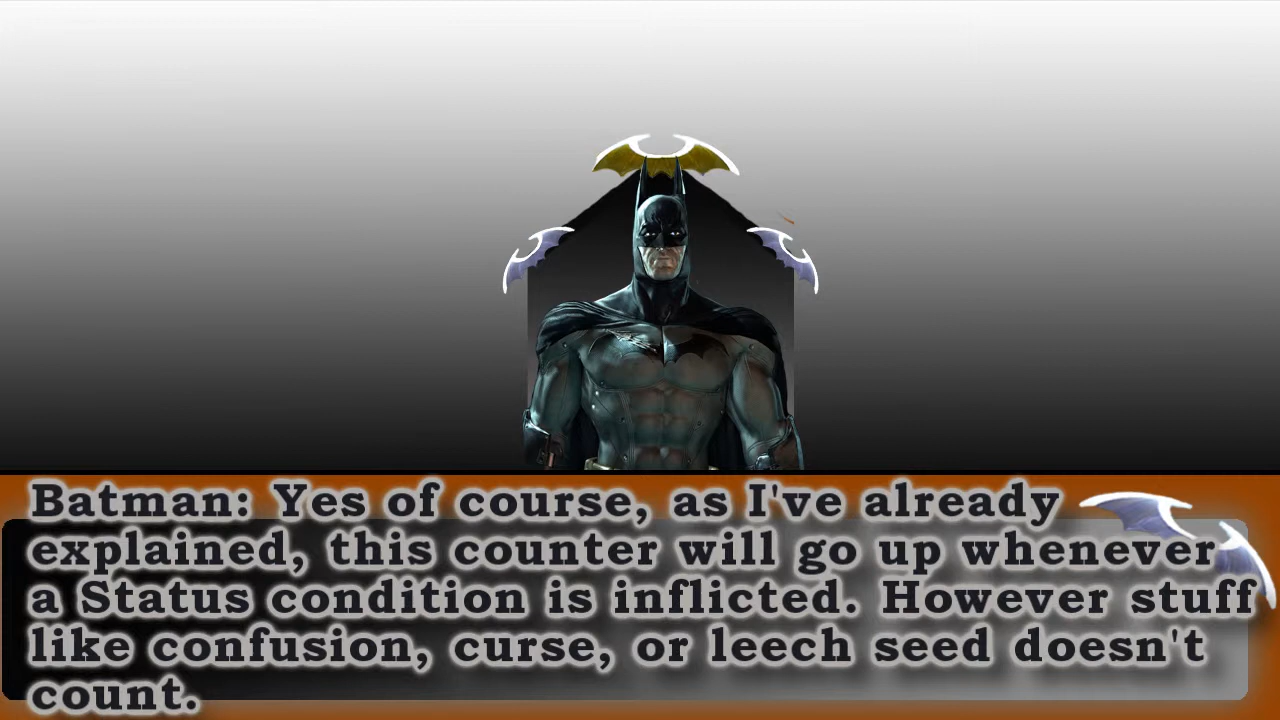 Batman: Yes of course, as I've already
explained, this counter will go up whenever
a Status condition is inflicted. However stuff
like confusion, curse, or leech seed doesn't
count.